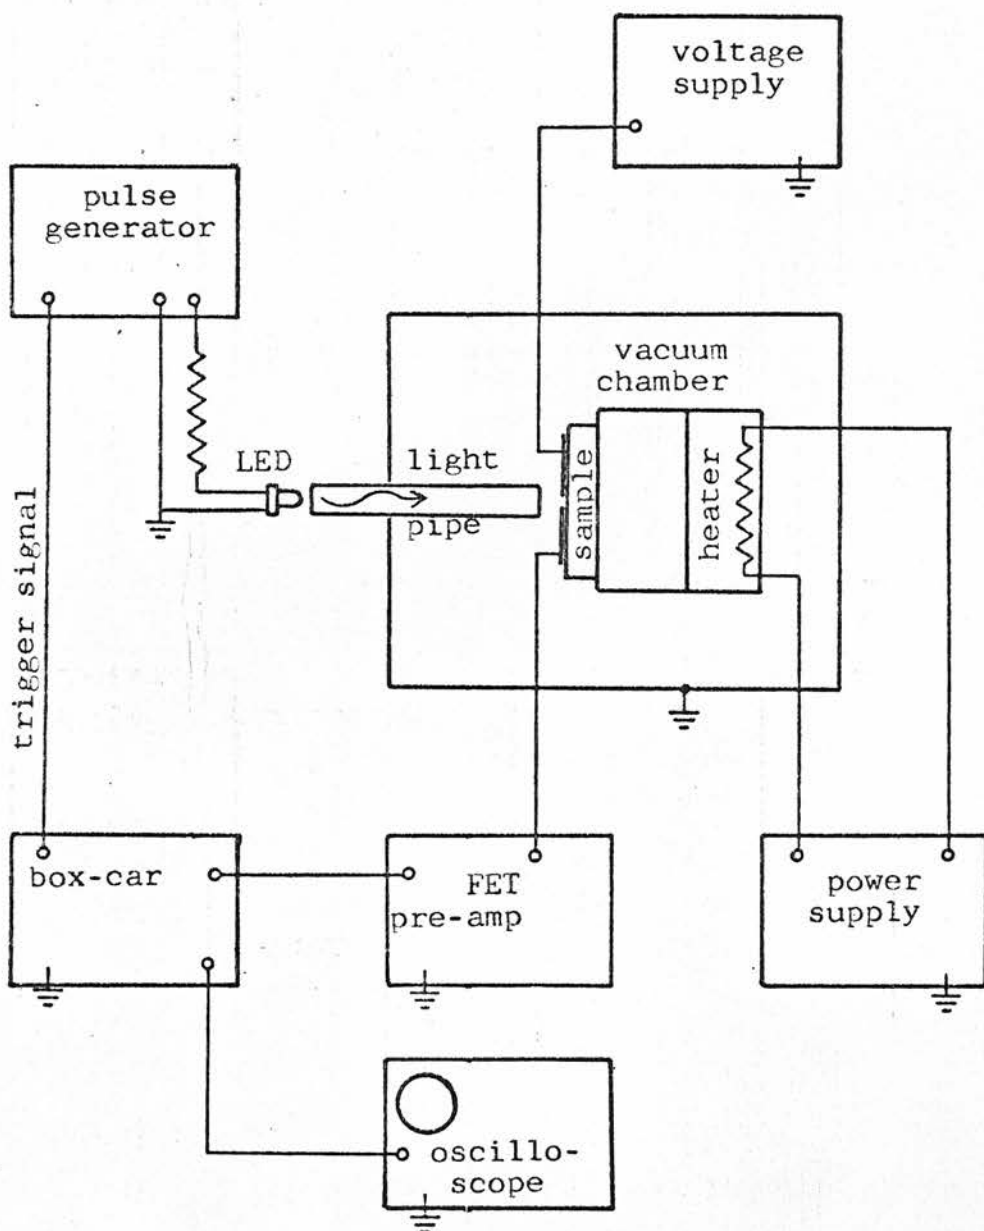 voltage
supply
pulse
generator
vacuum
chamber
LED
light
pipe
sample
heater
trigger signal
box-car
FET
pre-amp
power
supply
oscillo-
scope